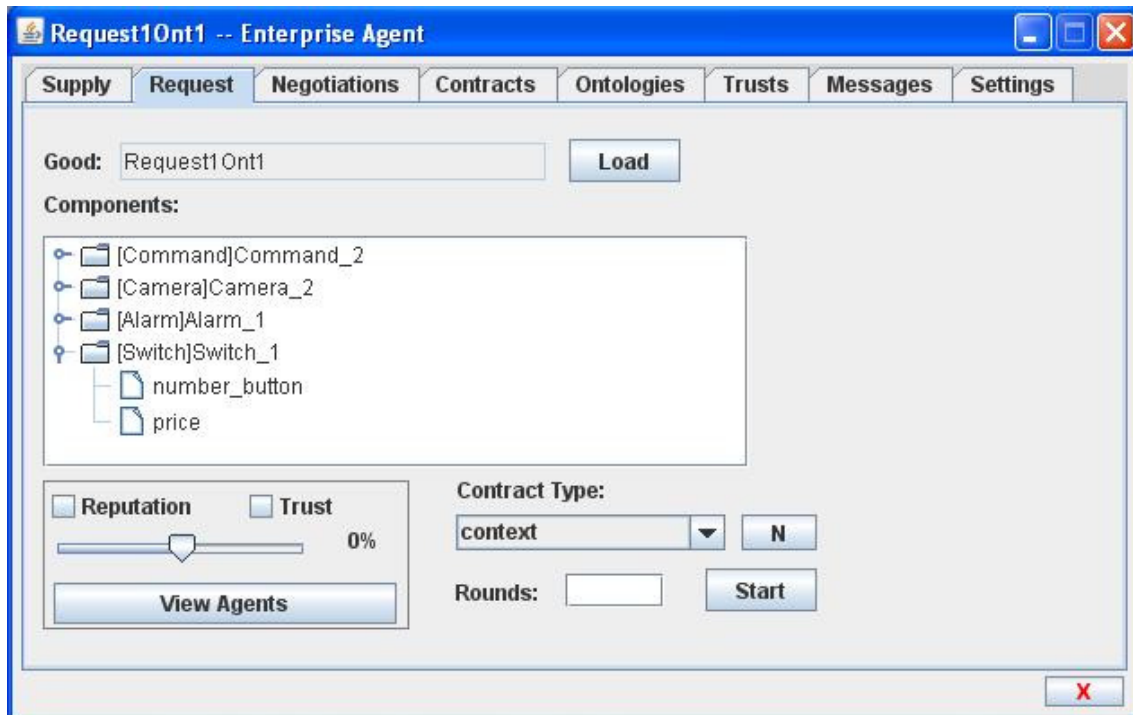 Request1Ont1 -- Enterprise Agent
Supply Request Negotiations Contracts Ontologies Trusts Messages Settings
Good: Request1Ont1 Load
Components:
[Command]Command_2
[Camera]Camera_2
[Alarm]Alarm_1
[Switch]Switch_1
number_button
price
Reputation Trust
0%
View Agents
Contract Type:
context N
Rounds: Start
X